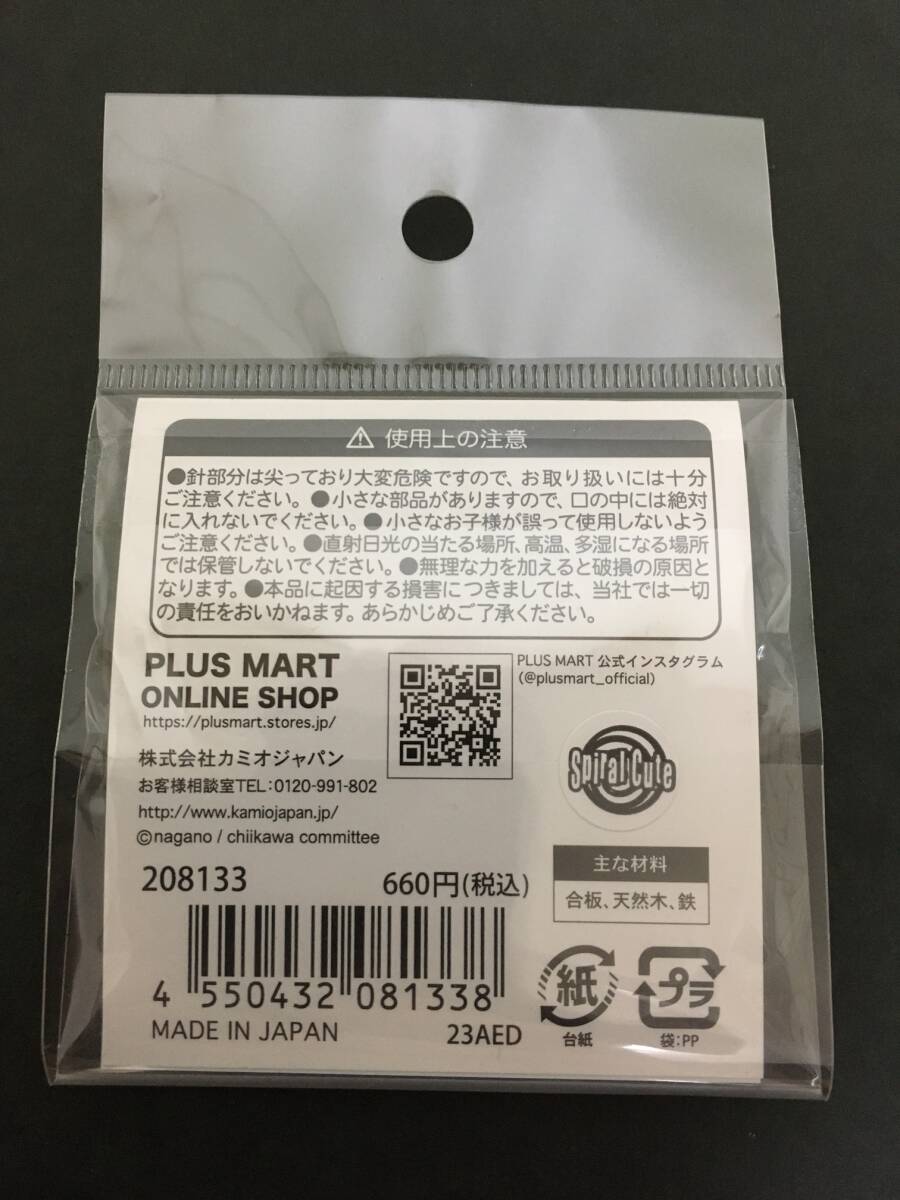 ⚠ 使用上の注意
●針部分は尖っており大変危険ですので、お取り扱いには十分
ご注意ください。●小さな部品がありますので、口の中には絶対
に入れないでください。●小さなお子様が誤って使用しないよう
ご注意ください。●直射日光の当たる場所、高温、多湿になる場所
では保管しないでください。●無理な力を加えると破損の原因と
なります。●本品に起因する損害につきましては、当社では一切
の責任をおいかねます。あらかじめご了承ください。
PLUS MART
ONLINE SHOP
https://plusmart.stores.jp/
PLUS MART 公式インスタグラム
(@plusmart_official)
株式会社カミオジャパン
お客様相談室TEL:0120-991-802
http://www.kamiojapan.jp/
©nagano / chiikawa committee
Spiral Cute
208133
660円(税込)
主な材料
合板、天然木、鉄
4 550432 081338
MADE IN JAPAN
23AED
紙
台紙
プラ
袋:PP